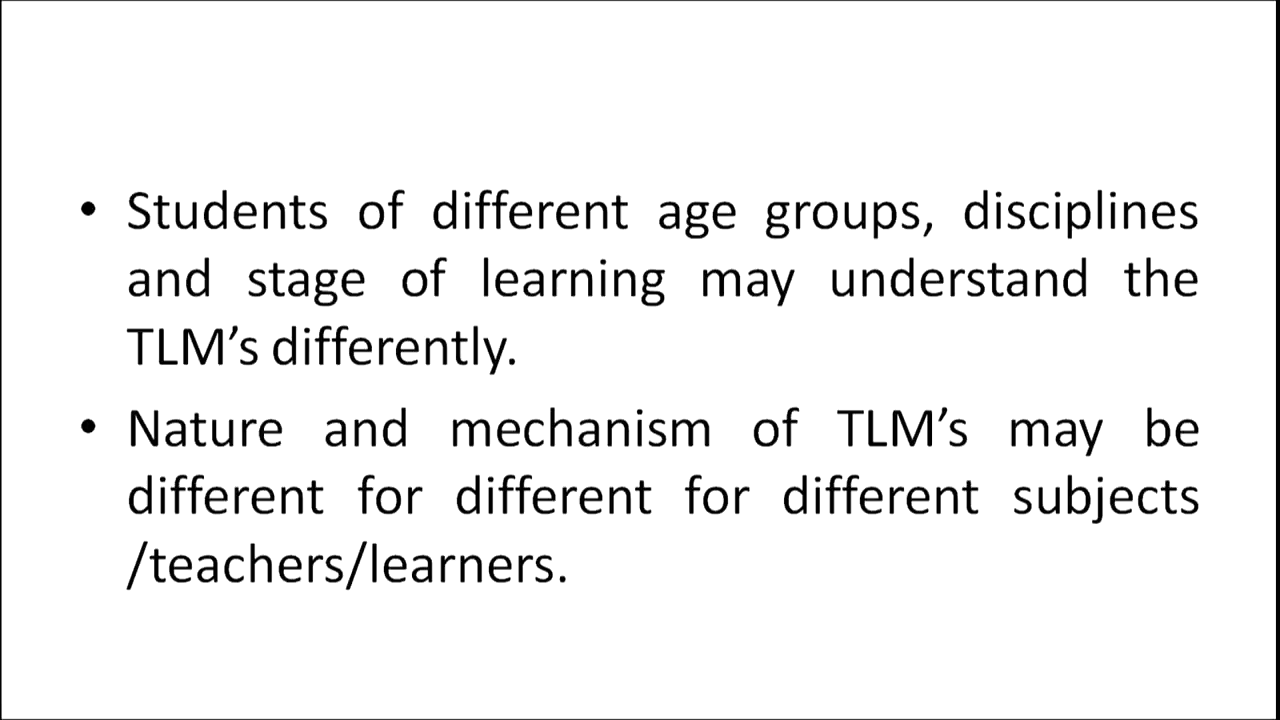 • Students of different age groups, disciplines
and stage of learning may understand the
TLM’s differently.
• Nature and mechanism of TLM’s may be
different for different for different subjects
/teachers/learners.